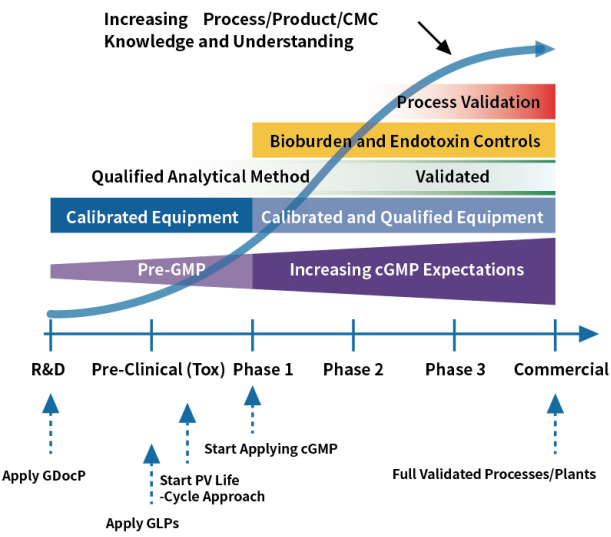 Increasing Process/Product/CMC
Knowledge and Understanding
Process Validation
Bioburden and Endotoxin Controls
Qualified Analytical Method Validated
Calibrated Equipment Calibrated and Qualified Equipment
Pre-GMP Increasing cGMP Expectations
R&D Pre-Clinical (Tox) Phase 1 Phase 2 Phase 3 Commercial
Start Applying cGMP
Apply GDocP
Start PV Life
-Cycle Approach
Full Validated Processes/Plants
Apply GLPs